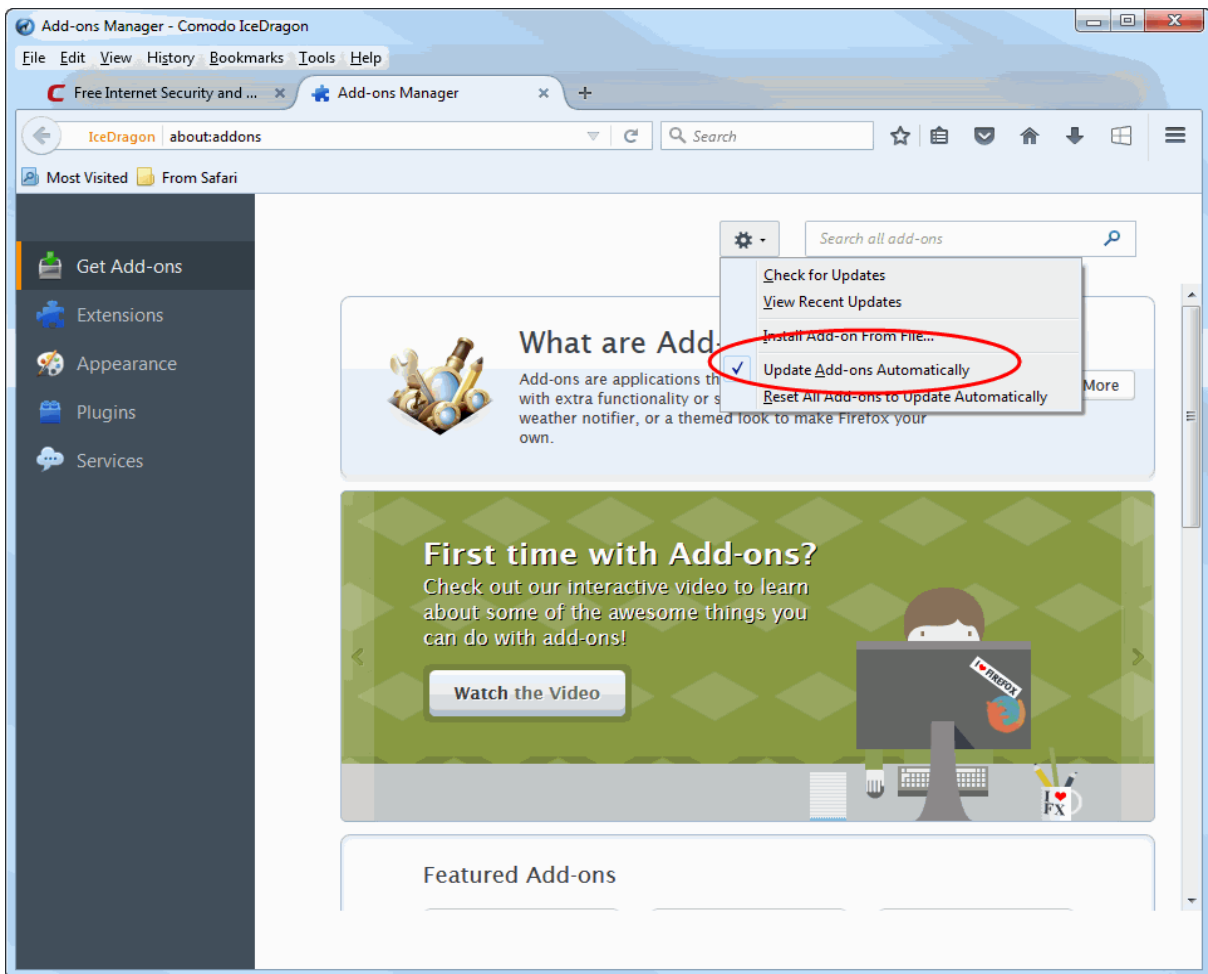 Add-ons Manager - Comodo IceDragon
File Edit View History Bookmarks Tools Help
Free Internet Security and ... Add-ons Manager
IceDragon about:addons Search
Most Visited From Safari
Search all add-ons
Get Add-ons
Extensions
Appearance
Plugins
Services
Check for Updates
View Recent Updates
Install Add-on From File...
Update Add-ons Automatically
Reset All Add-ons to Update Automatically
What are Add-
Add-ons are applications th
with extra functionality or s
weather notifier, or a themed look to make Firefox your
own.
More
First time with Add-ons?
Check out our interactive video to learn
about some of the awesome things you
can do with add-ons!
Watch the Video
I ♥ FIREFOX
I ♥
FX
Featured Add-ons